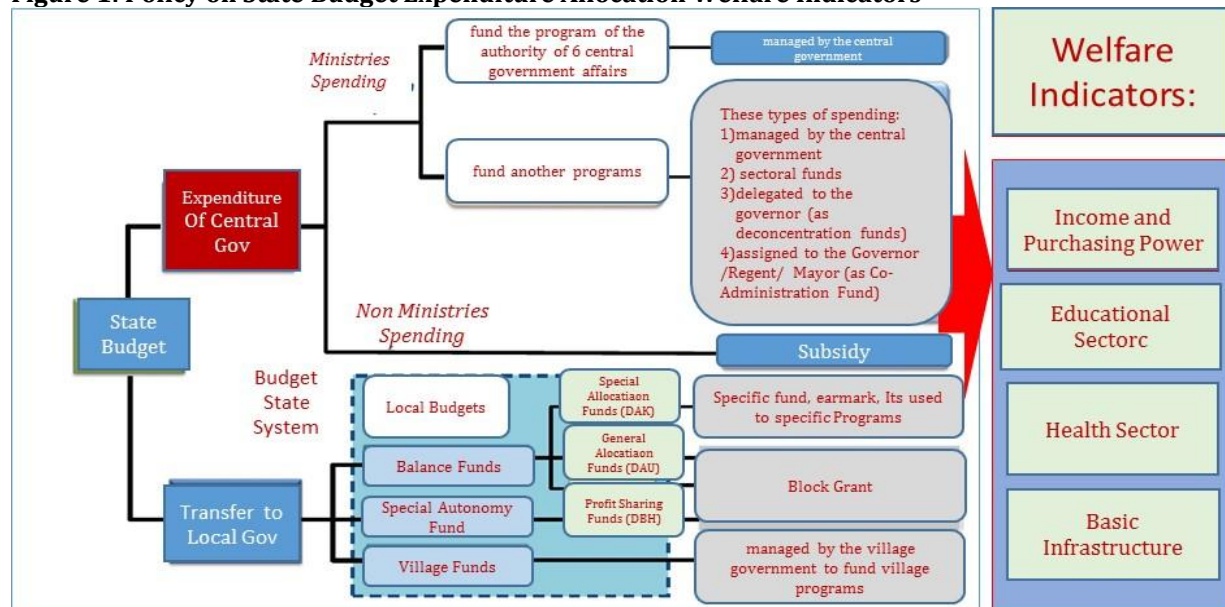 Figure 1: Policy on State Budget Expenditure Allocation Welfare Indicators
Ministries
Spending
fund the program of the
authority of 6 central
government affairs
managed by the central
government
fund another programs
These types of spending:
1)managed by the central
government
2) sectoral funds
3)delegated to the
governor (as
deconcentration funds)
4)assigned to the Governor
/Regent/ Mayor (as Co-
Administration Fund)
Expenditure
Of Central
Gov
Non Ministries
Spending
Subsidy
State
Budget
Budget
State
System
Local Budgets
Special
Allocatiaon
Funds (DAK)
Specific fund, earmark, Its used
to specific Programs
Balance Funds
General
Alocatiaon
Funds (DAU)
Block Grant
Transfer to
Local Gov
Special Autonomy
Fund
Profit Sharing
Funds (DBH)
Village Funds
managed by the village
government to fund village
programs
Welfare
Indicators:
Income and
Purchasing Power
Educational
Sectorc
Health Sector
Basic
Infrastructure